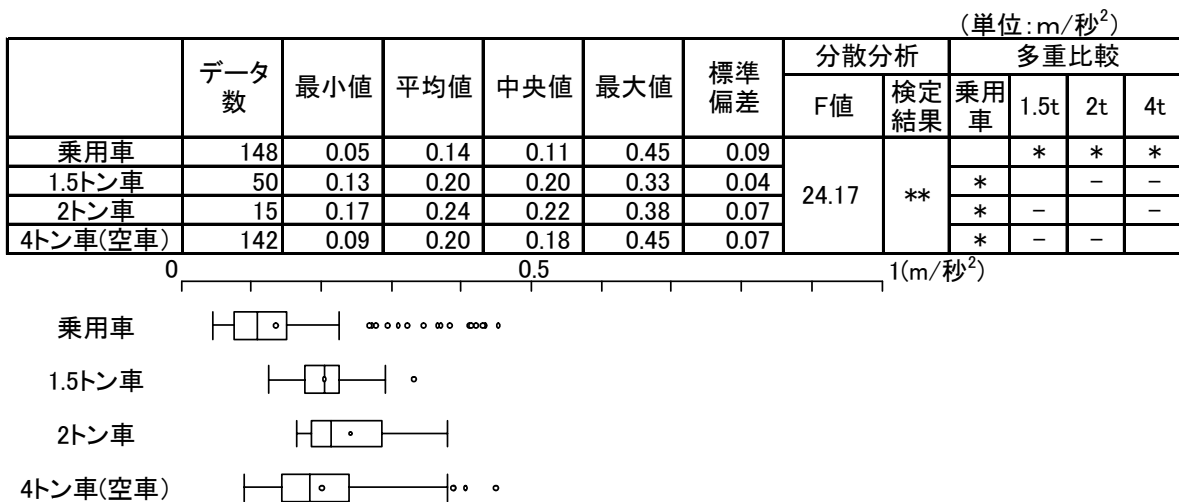 (単位:m/秒²)
データ数 最小値 平均値 中央値 最大値 標準偏差 分散分析 多重比較
F値 検定結果 乗用車 1.5t 2t 4t
乗用車 148 0.05 0.14 0.11 0.45 0.09 24.17 ** * * *
1.5トン車 50 0.13 0.20 0.20 0.33 0.04 * − −
2トン車 15 0.17 0.24 0.22 0.38 0.07 * − −
4トン車(空車) 142 0.09 0.20 0.18 0.45 0.07 * − −
0 0.5 1(m/秒²)
乗用車
1.5トン車
2トン車
4トン車(空車)